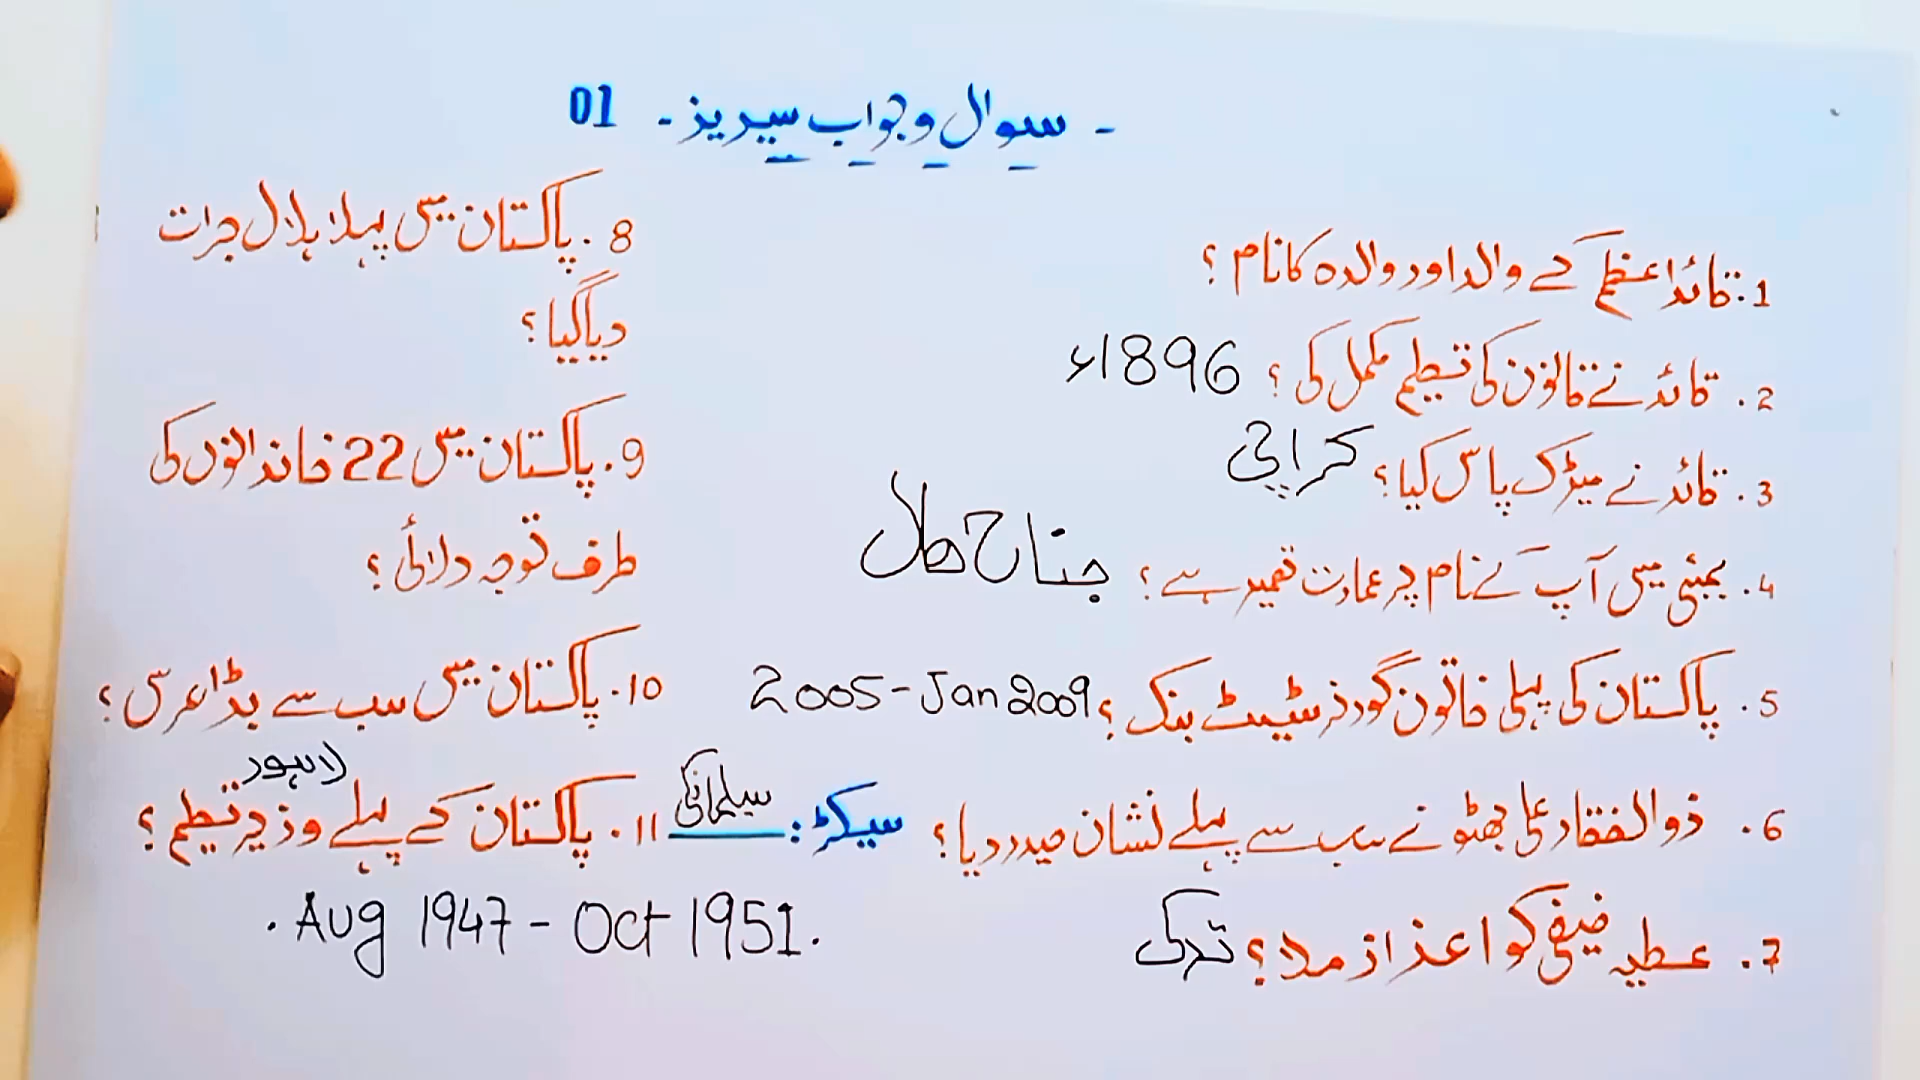 - سوال و جواب سیریز - 01
1. قائداعظم کے والد اور والدہ کا نام ؟
2. قائد نے قانون کی تعلیم مکمل کی ؟ 1896ء
3. قائد نے میڑک پاس کیا؟ کراچی
4. بمبئی میں آپ کے نام پر عمارت تعمیر ہے ؟ جناح ھال
5. پاکستان کی پہلی خاتون گورنر سٹیٹ بنک ؟ 2005 - Jan 2009
6. ذوالفقار علی بھٹو نے سب سے پہلے نشان حیدر دیا؟ سیکڑ : سیلمانکی
7. عطیہ فیضی کو اعزاز ملا ؟ ترکی
8. پاکستان میں پہلا ہلال جرات
دیا گیا ؟
9. پاکستان میں 22 خاندانوں کی
طرف توجہ دلائی ؟
10. پاکستان میں سب سے بڑا عرس ؟
لاہور
11. پاکستان کے پہلے وزیر تعلیم ؟
. Aug 1947 - Oct 1951.